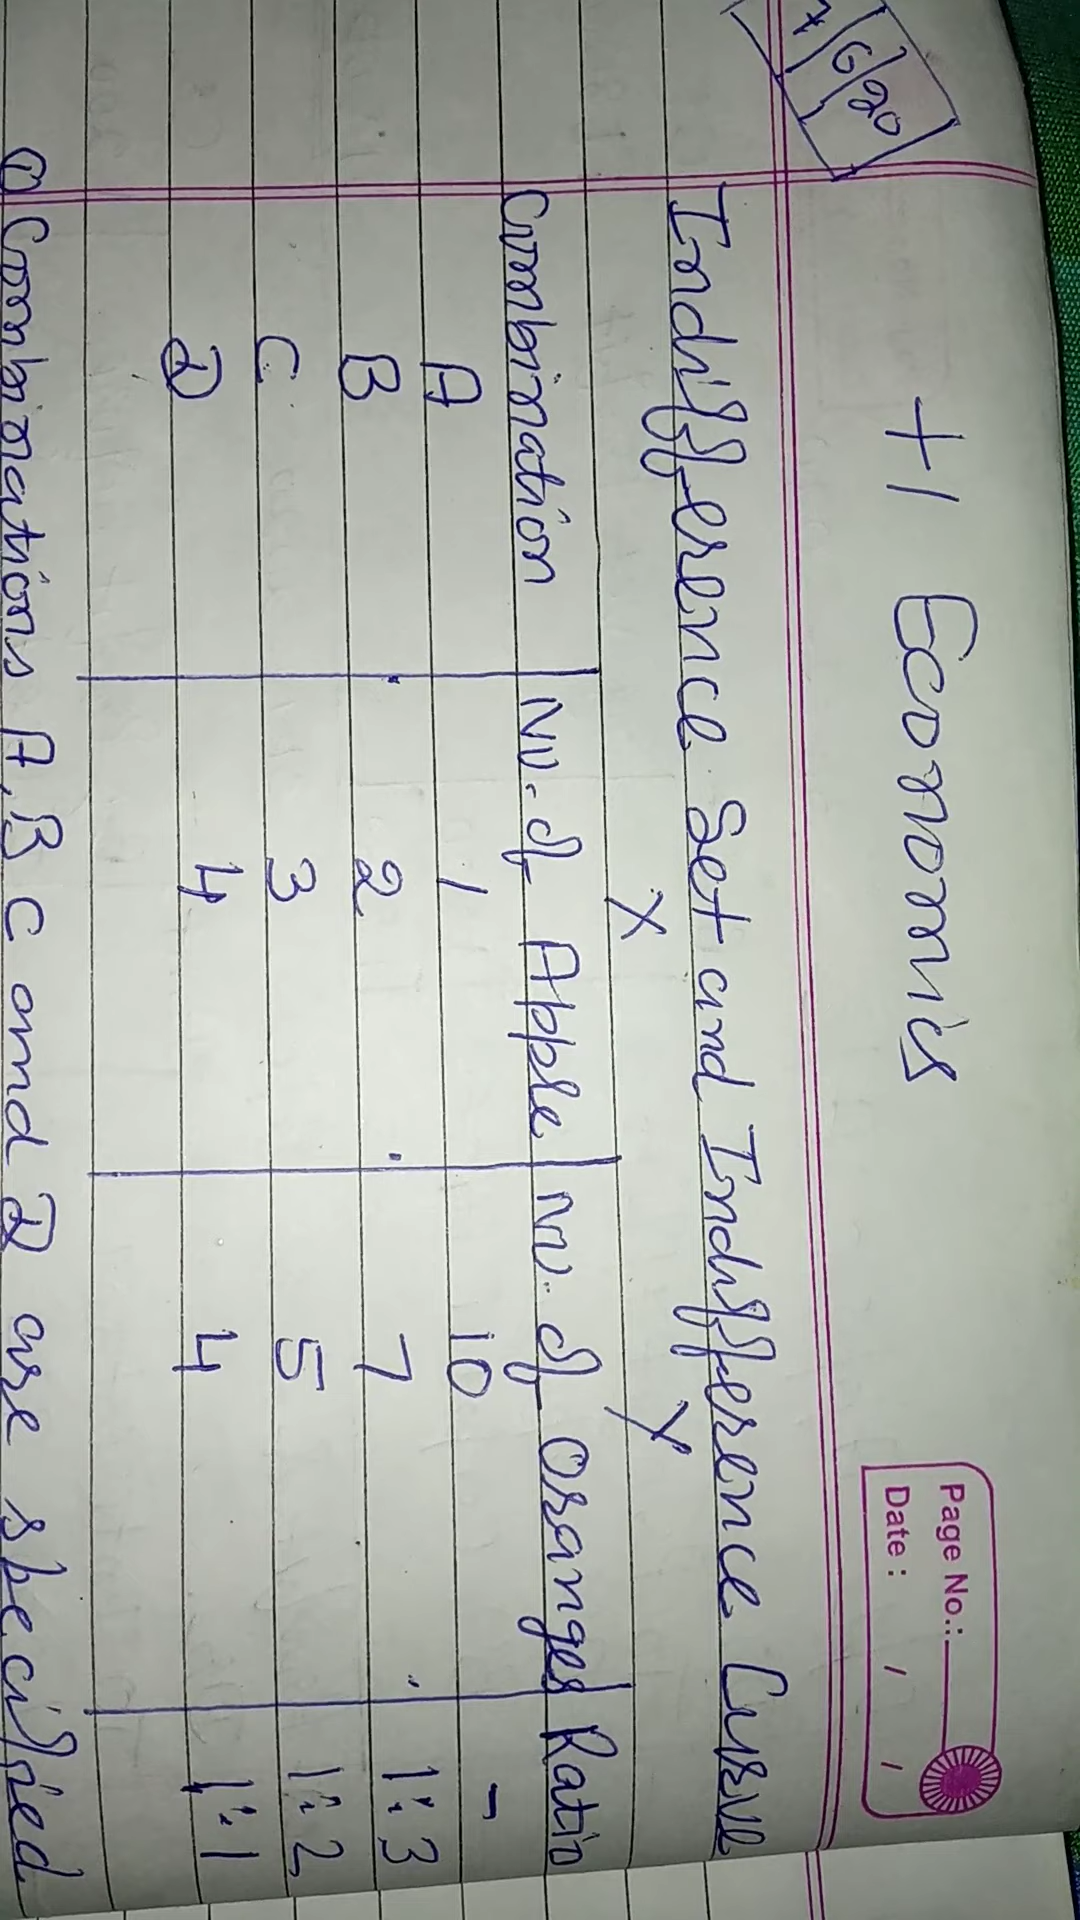 7/6/20
+1 Economics
Page No.:
Date: / /
Indifference Set and Indifference Curve
X Y
Combination No. of Apple No. of Oranges Ratio
A 1 10 -
B 2 7 1:3
C 3 5 1:2
D 4 4 1:1
① Combinations A, B C and D are specified